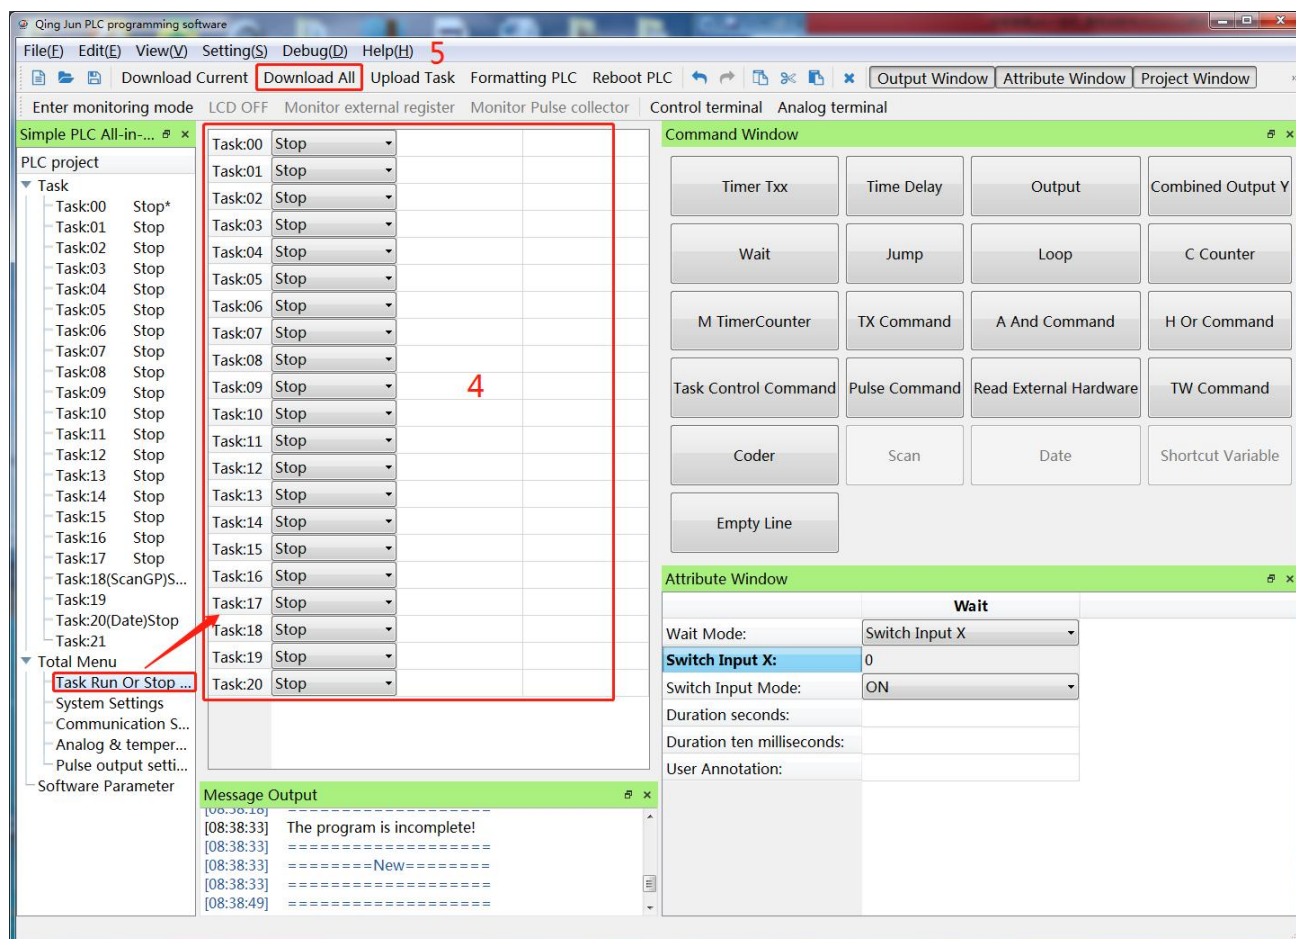 Qing Jun PLC programming software
File(F) Edit(E) View(V) Setting(S) Debug(D) Help(H) 5
Download Current Download All Upload Task Formatting PLC Reboot PLC Output Window Attribute Window Project Window
Enter monitoring mode LCD OFF Monitor external register Monitor Pulse collector Control terminal Analog terminal
Simple PLC All-in-...
PLC project
Task
Task:00 Stop*
Task:01 Stop
Task:02 Stop
Task:03 Stop
Task:04 Stop
Task:05 Stop
Task:06 Stop
Task:07 Stop
Task:08 Stop
Task:09 Stop
Task:10 Stop
Task:11 Stop
Task:12 Stop
Task:13 Stop
Task:14 Stop
Task:15 Stop
Task:16 Stop
Task:17 Stop
Task:18(ScanGP)S...
Task:19
Task:20(Date)Stop
Task:21
Total Menu
Task Run Or Stop ...
System Settings
Communication S...
Analog & temper...
Pulse output setti...
Software Parameter
Task:00 Stop
Task:01 Stop
Task:02 Stop
Task:03 Stop
Task:04 Stop
Task:05 Stop
Task:06 Stop
Task:07 Stop
Task:08 Stop
Task:09 Stop 4
Task:10 Stop
Task:11 Stop
Task:12 Stop
Task:13 Stop
Task:14 Stop
Task:15 Stop
Task:16 Stop
Task:17 Stop
Task:18 Stop
Task:19 Stop
Task:20 Stop
Message Output
[08:38:18] ===================
[08:38:33] The program is incomplete!
[08:38:33] ===================
[08:38:33] ========New========
[08:38:33] ===================
[08:38:49] ===================
Command Window
Timer Txx Time Delay Output Combined Output Y
Wait Jump Loop C Counter
M TimerCounter TX Command A And Command H Or Command
Task Control Command Pulse Command Read External Hardware TW Command
Coder Scan Date Shortcut Variable
Empty Line
Attribute Window
Wait
Wait Mode: Switch Input X
Switch Input X: 0
Switch Input Mode: ON
Duration seconds:
Duration ten milliseconds:
User Annotation: